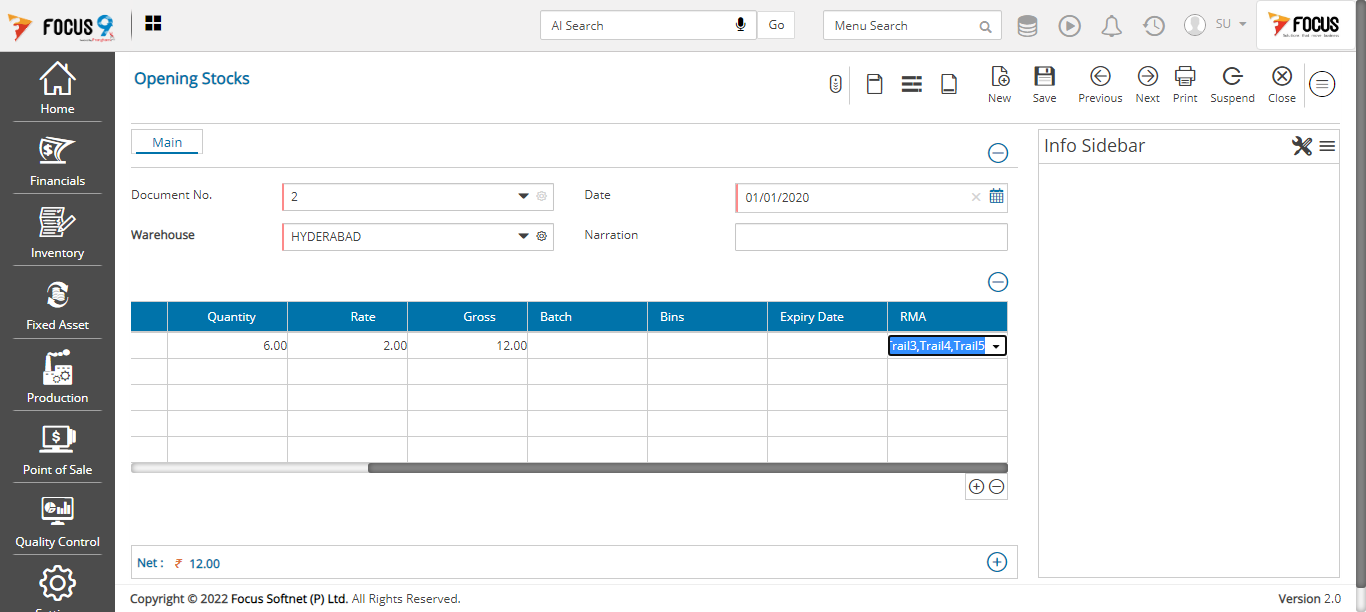 FOCUS 9
AI Search
Go
Menu Search
SU
FOCUS
Home
Financials
Inventory
Fixed Asset
Production
Point of Sale
Quality Control
Opening Stocks
New Save Previous Next Print Suspend Close
Main
Info Sidebar
Document No. 2 Date 01/01/2020
Warehouse HYDERABAD Narration
Quantity Rate Gross Batch Bins Expiry Date RMA
6.00 2.00 12.00 rail3,Trail4,Trail5
Net : ₹ 12.00
Copyright © 2022 Focus Softnet (P) Ltd. All Rights Reserved. Version 2.0